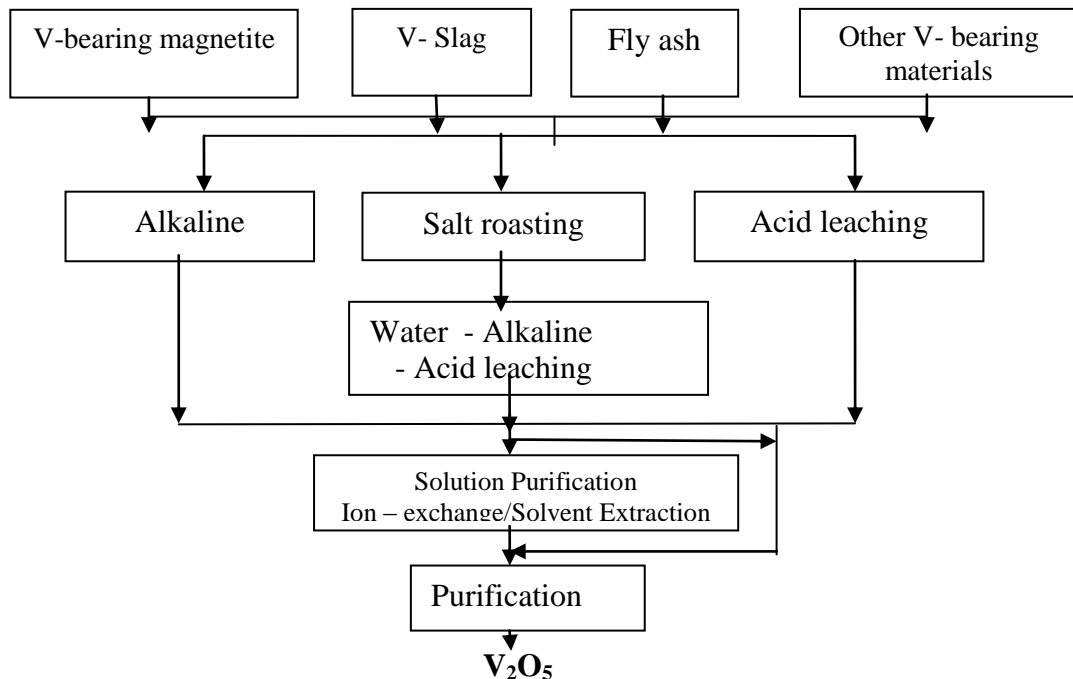 V-bearing magnetite
V- Slag
Fly ash
Other V- bearing
materials
Alkaline
Salt roasting
Acid leaching
Water - Alkaline
- Acid leaching
Solution Purification
Ion – exchange/Solvent Extraction
Purification
V₂O₅